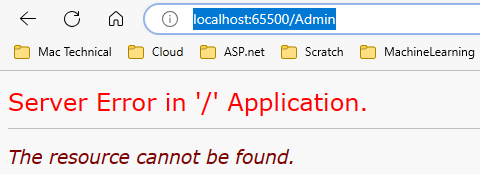 localhost:65500/Admin
Mac Technical Cloud ASP.net Scratch MachineLearning
Server Error in '/' Application.
The resource cannot be found.